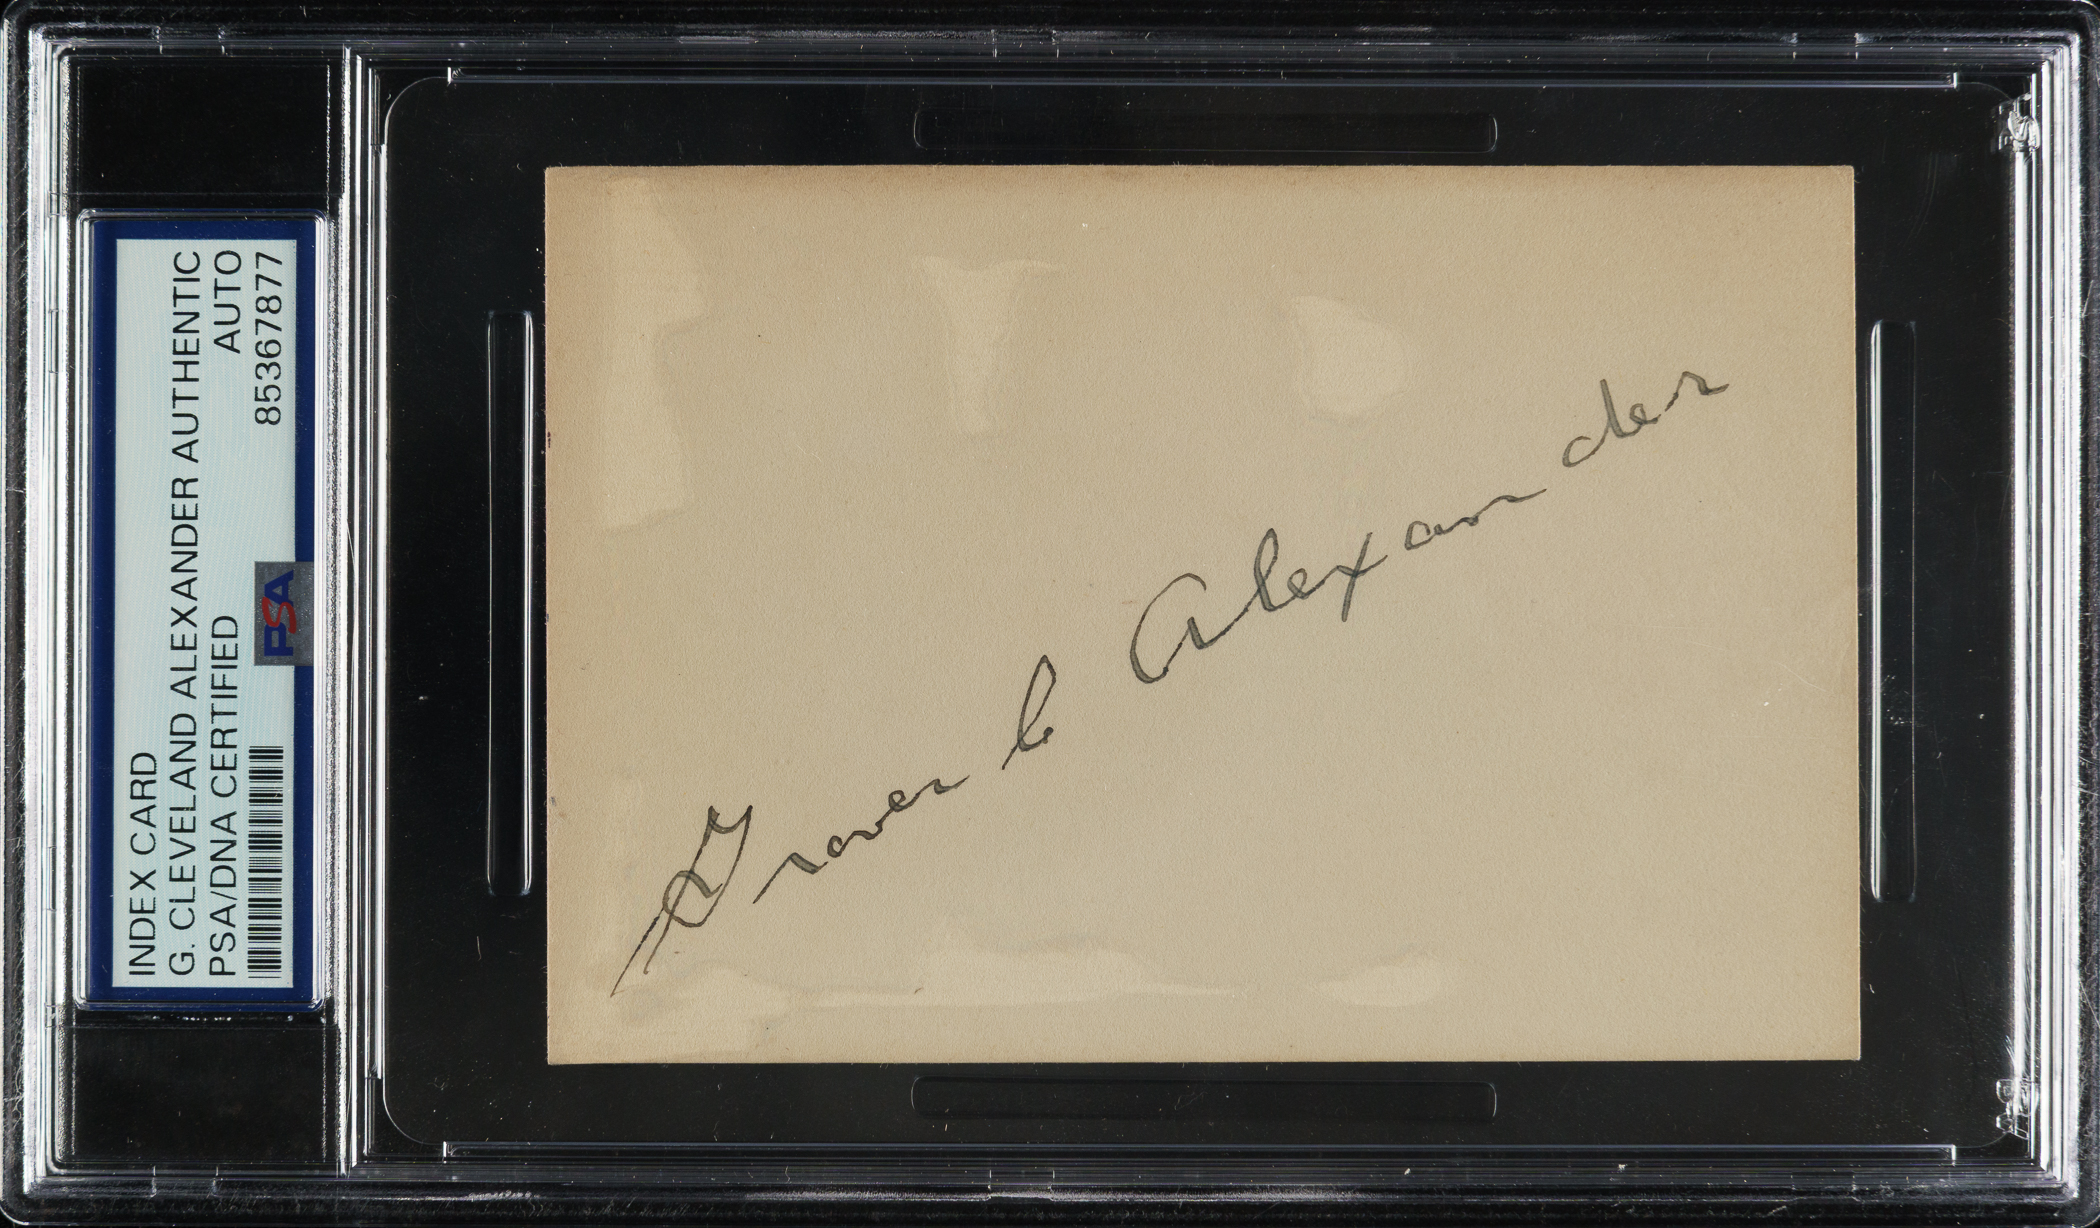 INDEX CARD
G. CLEVELAND ALEXANDER AUTHENTIC
PSA/DNA CERTIFIED AUTO
85367877
PSA
Grover C Alexander